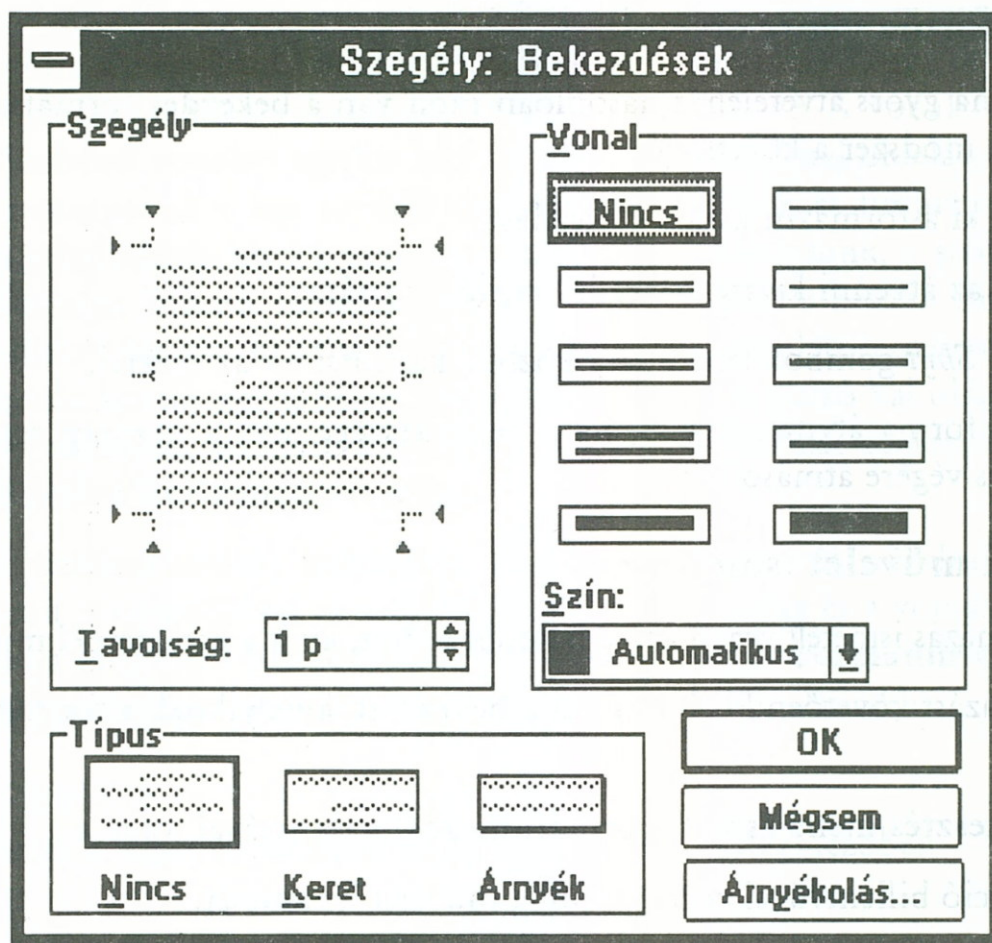 Szegély: Bekezdések
Szegély
Távolság: 1 p
Vonal
Nincs
Szín:
Automatikus
Típus
Nincs Keret Árnyék
OK
Mégsem
Árnyékolás...